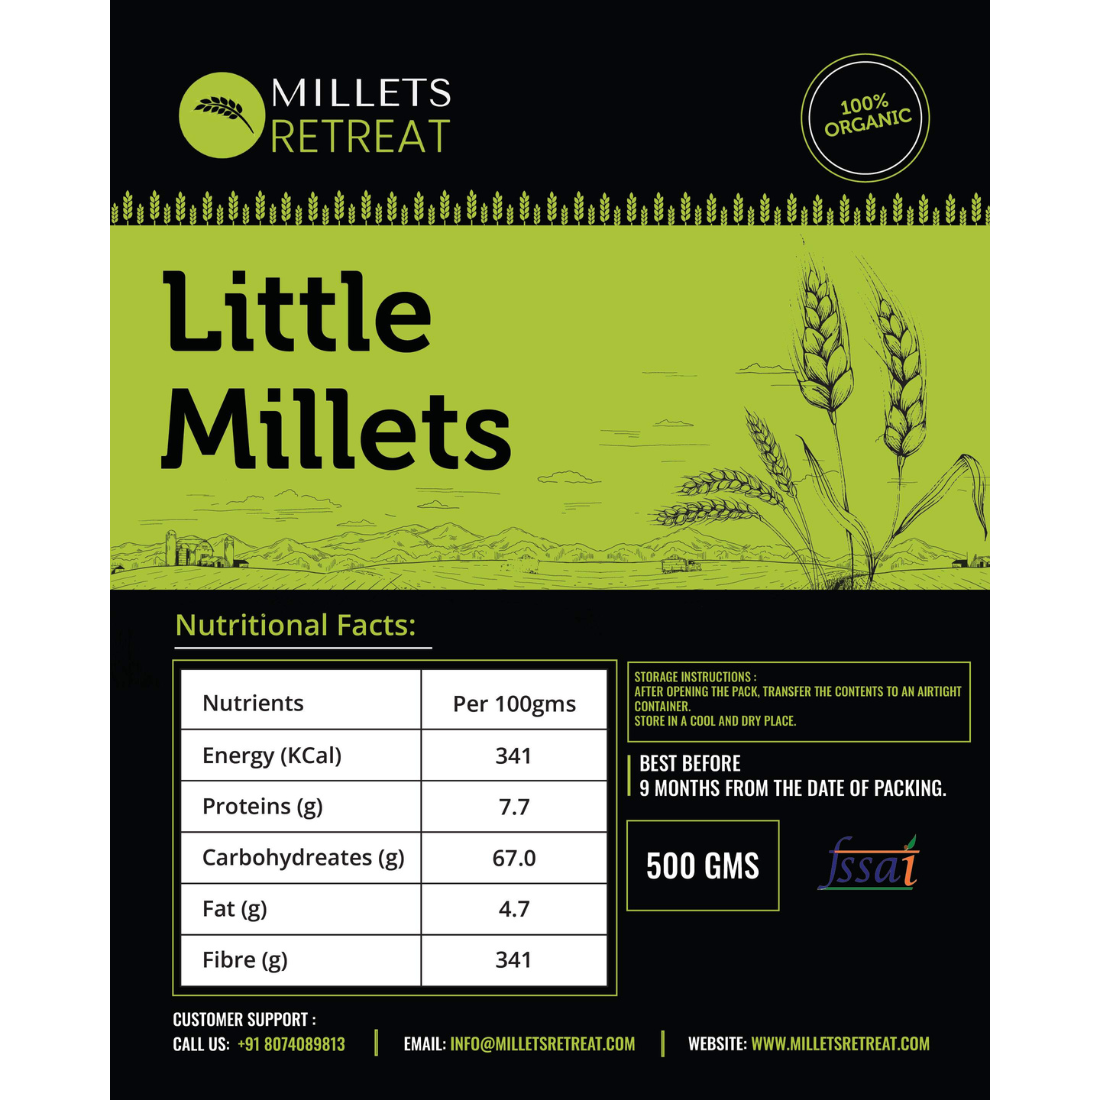 MILLETS
RETREAT
100%
ORGANIC
Little
Millets
Nutritional Facts:
Nutrients Per 100gms
Energy (KCal) 341
Proteins (g) 7.7
Carbohydreates (g) 67.0
Fat (g) 4.7
Fibre (g) 341
STORAGE INSTRUCTIONS :
AFTER OPENING THE PACK, TRANSFER THE CONTENTS TO AN AIRTIGHT
CONTAINER.
STORE IN A COOL AND DRY PLACE.
BEST BEFORE
9 MONTHS FROM THE DATE OF PACKING.
500 GMS
fssai
CUSTOMER SUPPORT :
CALL US: +91 8074089813 EMAIL: INFO@MILLETSRETREAT.COM WEBSITE: WWW.MILLETSRETREAT.COM